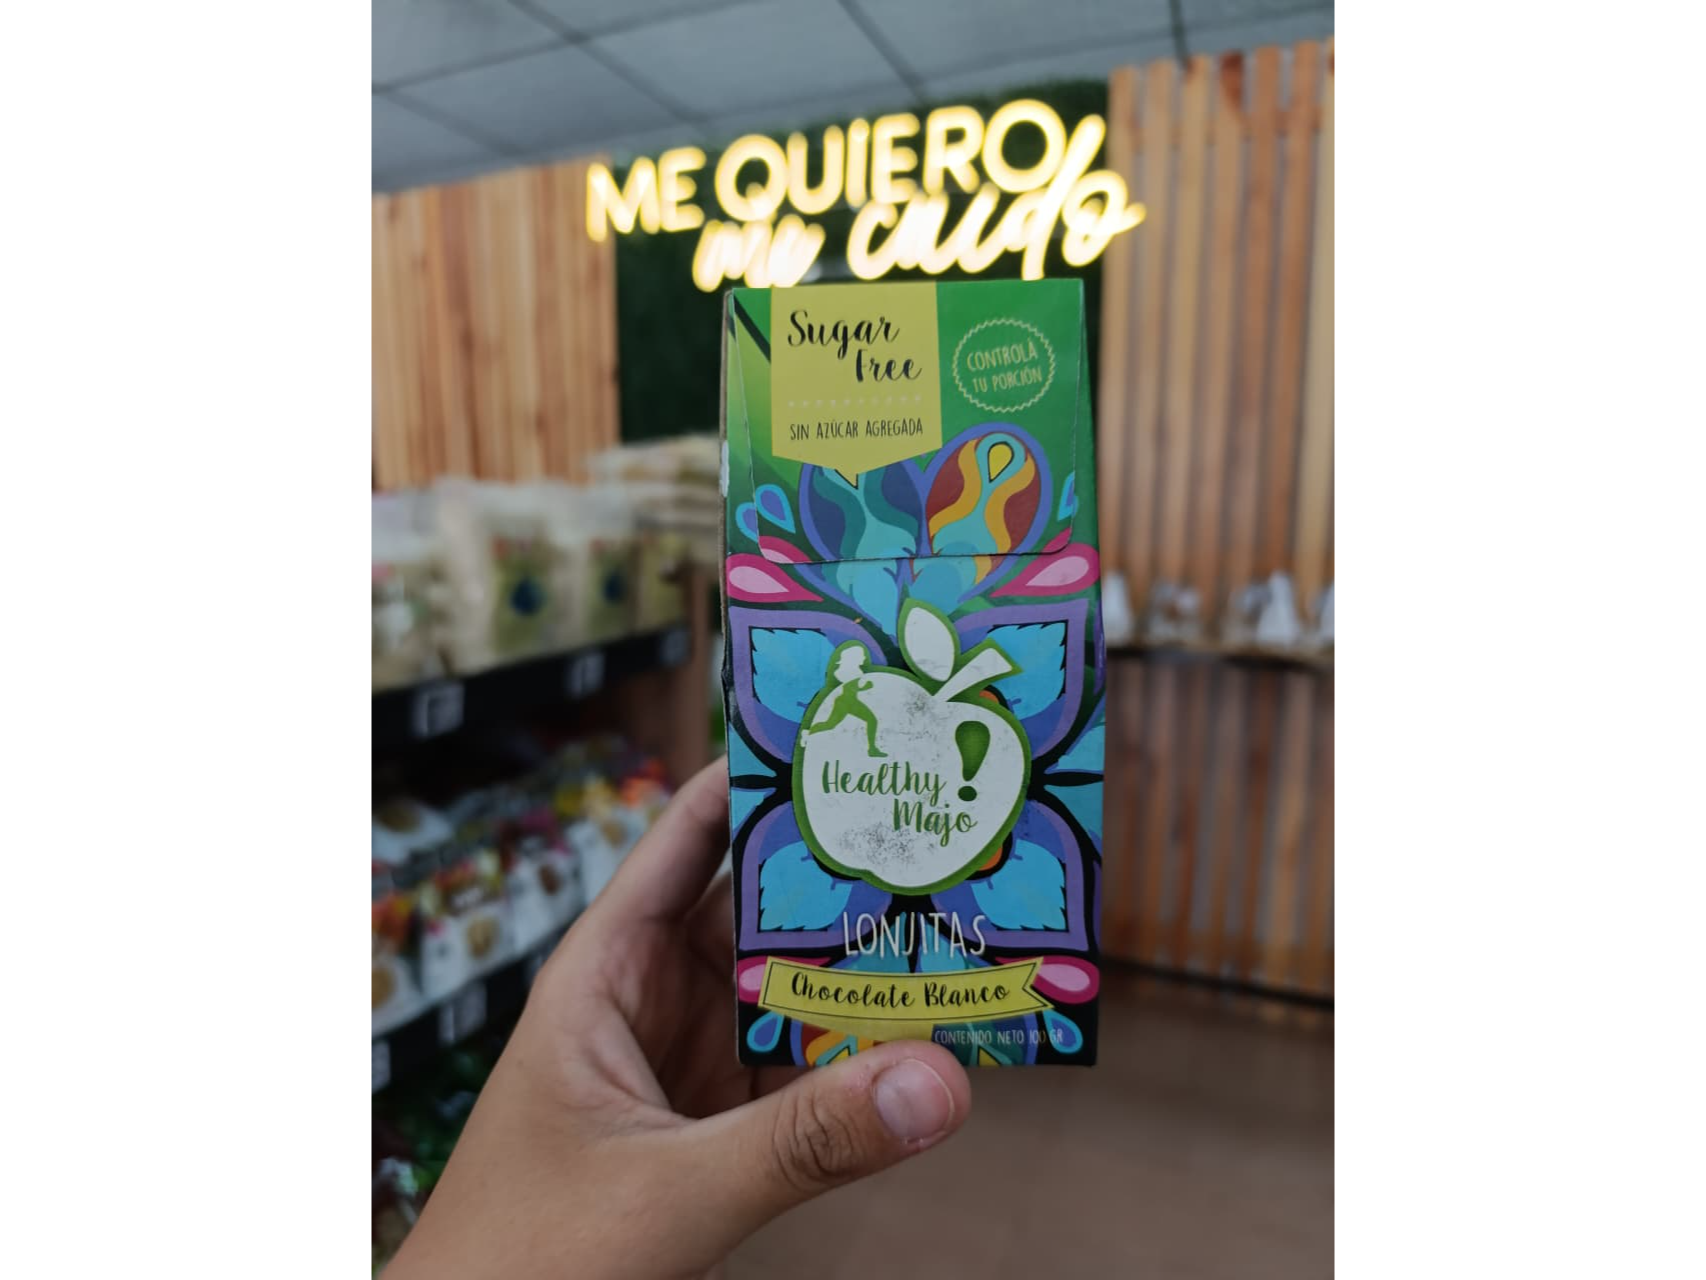 ME QUIERO
me cuido
Sugar
Free
SIN AZÚCAR AGREGADA
CONTROLÁ
TU PORCIÓN
Healthy!
Majo
LONJITAS
Chocolate Blanco
CONTENIDO NETO 100 GR